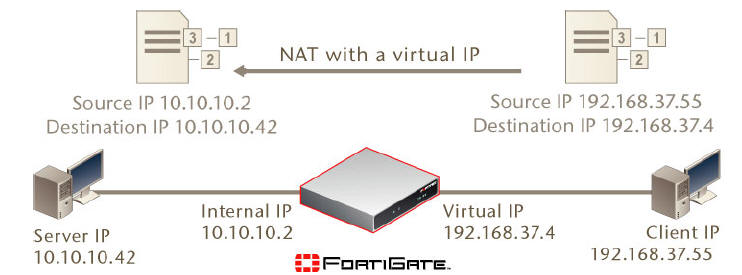 3 1
2
NAT with a virtual IP
3 1
2
Source IP 10.10.10.2
Destination IP 10.10.10.42
Source IP 192.168.37.55
Destination IP 192.168.37.4
Internal IP
10.10.10.2
Virtual IP
192.168.37.4
Server IP
10.10.10.42
Client IP
192.168.37.55
FORTIGATE